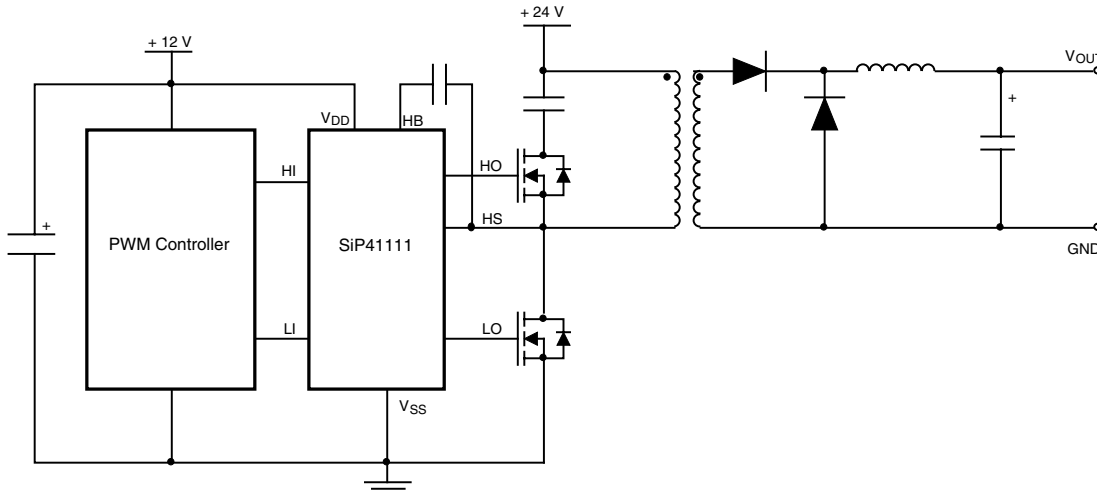 + 24 V
+ 12 V
VOUT
VDD
HB
+
HI
HO
+
PWM Controller
SiP41111
HS
GND
LI
LO
VSS